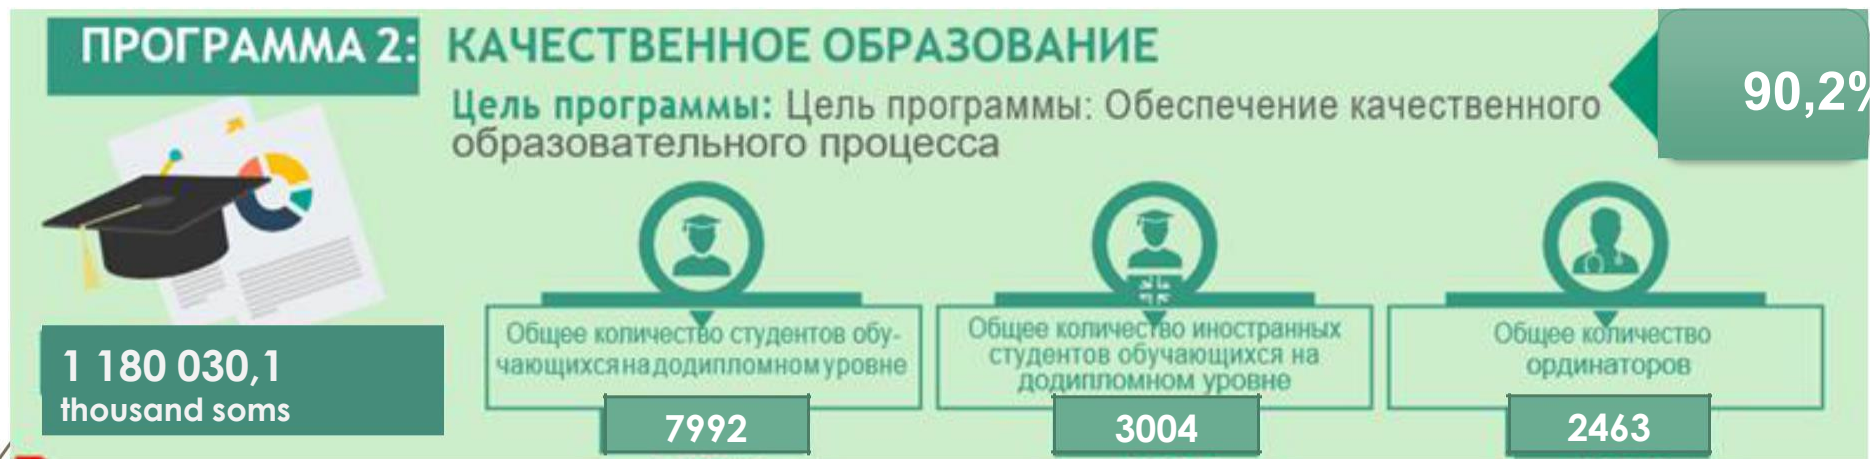 ПРОГРАММА 2:
КАЧЕСТВЕННОЕ ОБРАЗОВАНИЕ
90,2%
Цель программы: Цель программы: Обеспечение качественного
образовательного процесса
1 180 030,1
thousand soms
Общее количество студентов обу-
чающихся на додипломном уровне
7992
Общее количество иностранных
студентов обучающихся на
додипломном уровне
3004
Общее количество
ординаторов
2463